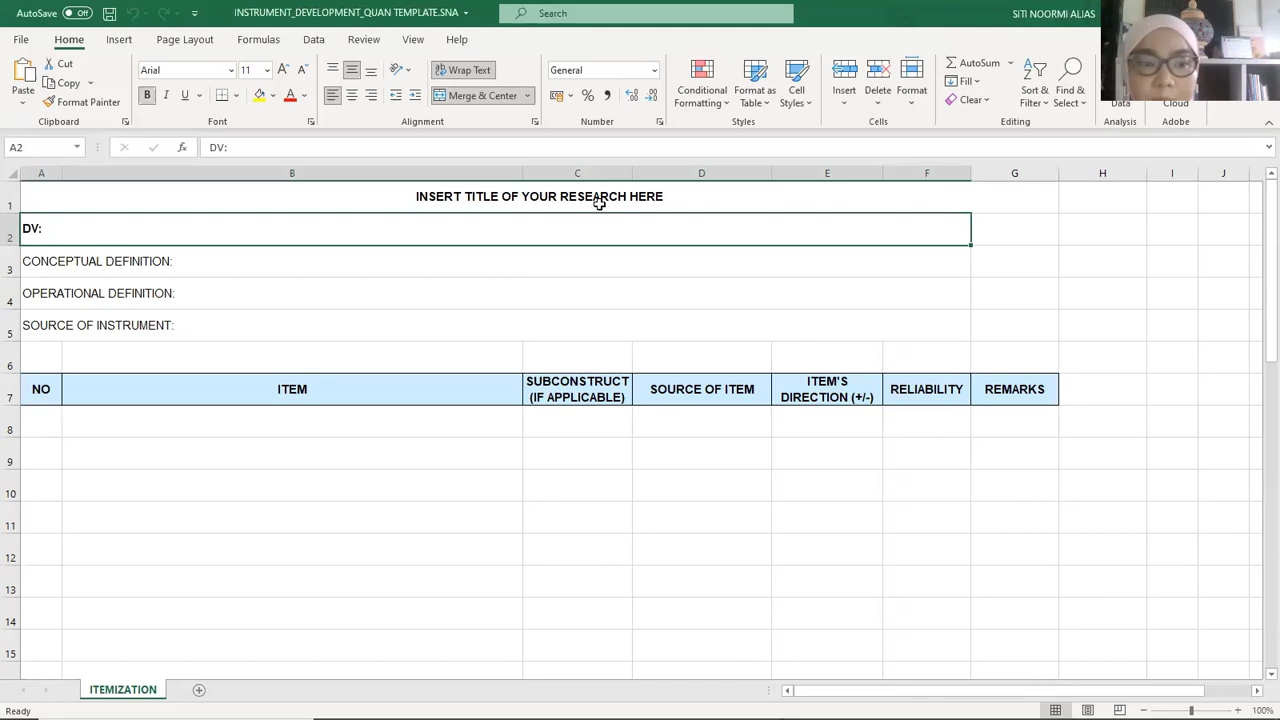 AutoSave Off INSTRUMENT_DEVELOPMENT_QUAN TEMPLATE.SNA Search SITI NOORMI ALIAS
File Home Insert Page Layout Formulas Data Review View Help
Cut Copy Format Painter Paste Clipboard
Arial 11 Font
Wrap Text Merge & Center Alignment
General Number
Conditional Formatting Format as Table Cell Styles Styles
Insert Delete Format Cells
AutoSum Fill Clear Sort & Filter Find & Select Editing
Data Analysis
Cloud Adobe
A2 fx DV:
A B C D E F G H I J
1 INSERT TITLE OF YOUR RESEARCH HERE
2 DV:
3 CONCEPTUAL DEFINITION:
4 OPERATIONAL DEFINITION:
5 SOURCE OF INSTRUMENT:
6
7 NO ITEM SUBCONSTRUCT (IF APPLICABLE) SOURCE OF ITEM ITEM'S DIRECTION (+/-) RELIABILITY REMARKS
8
9
10
11
12
13
14
15
ITEMIZATION
100%